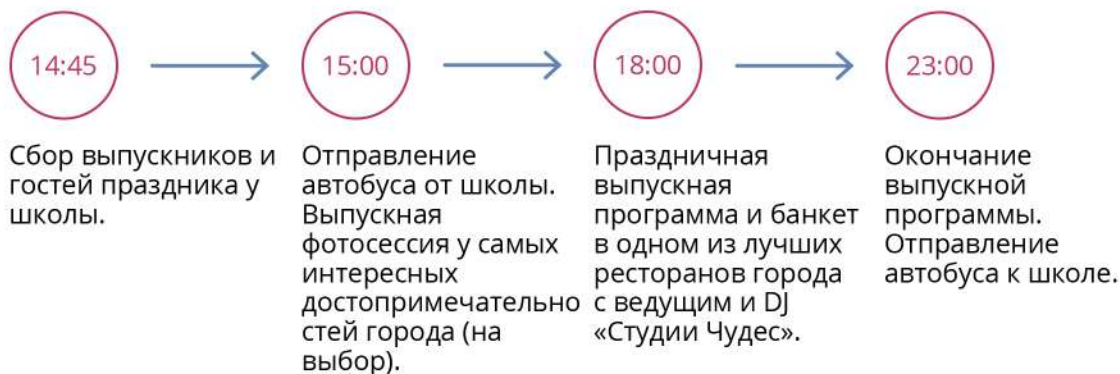 14:45
Сбор выпускников и
гостей праздника у
школы.
15:00
Отправление
автобуса от школы.
Выпускная
фотосессия у самых
интересных
достопримечательно
стей города (на
выбор).
18:00
Праздничная
выпускная
программа и банкет
в одном из лучших
ресторанов города
с ведущим и DJ
«Студии Чудес».
23:00
Окончание
выпускной
программы.
Отправление
автобуса к школе.